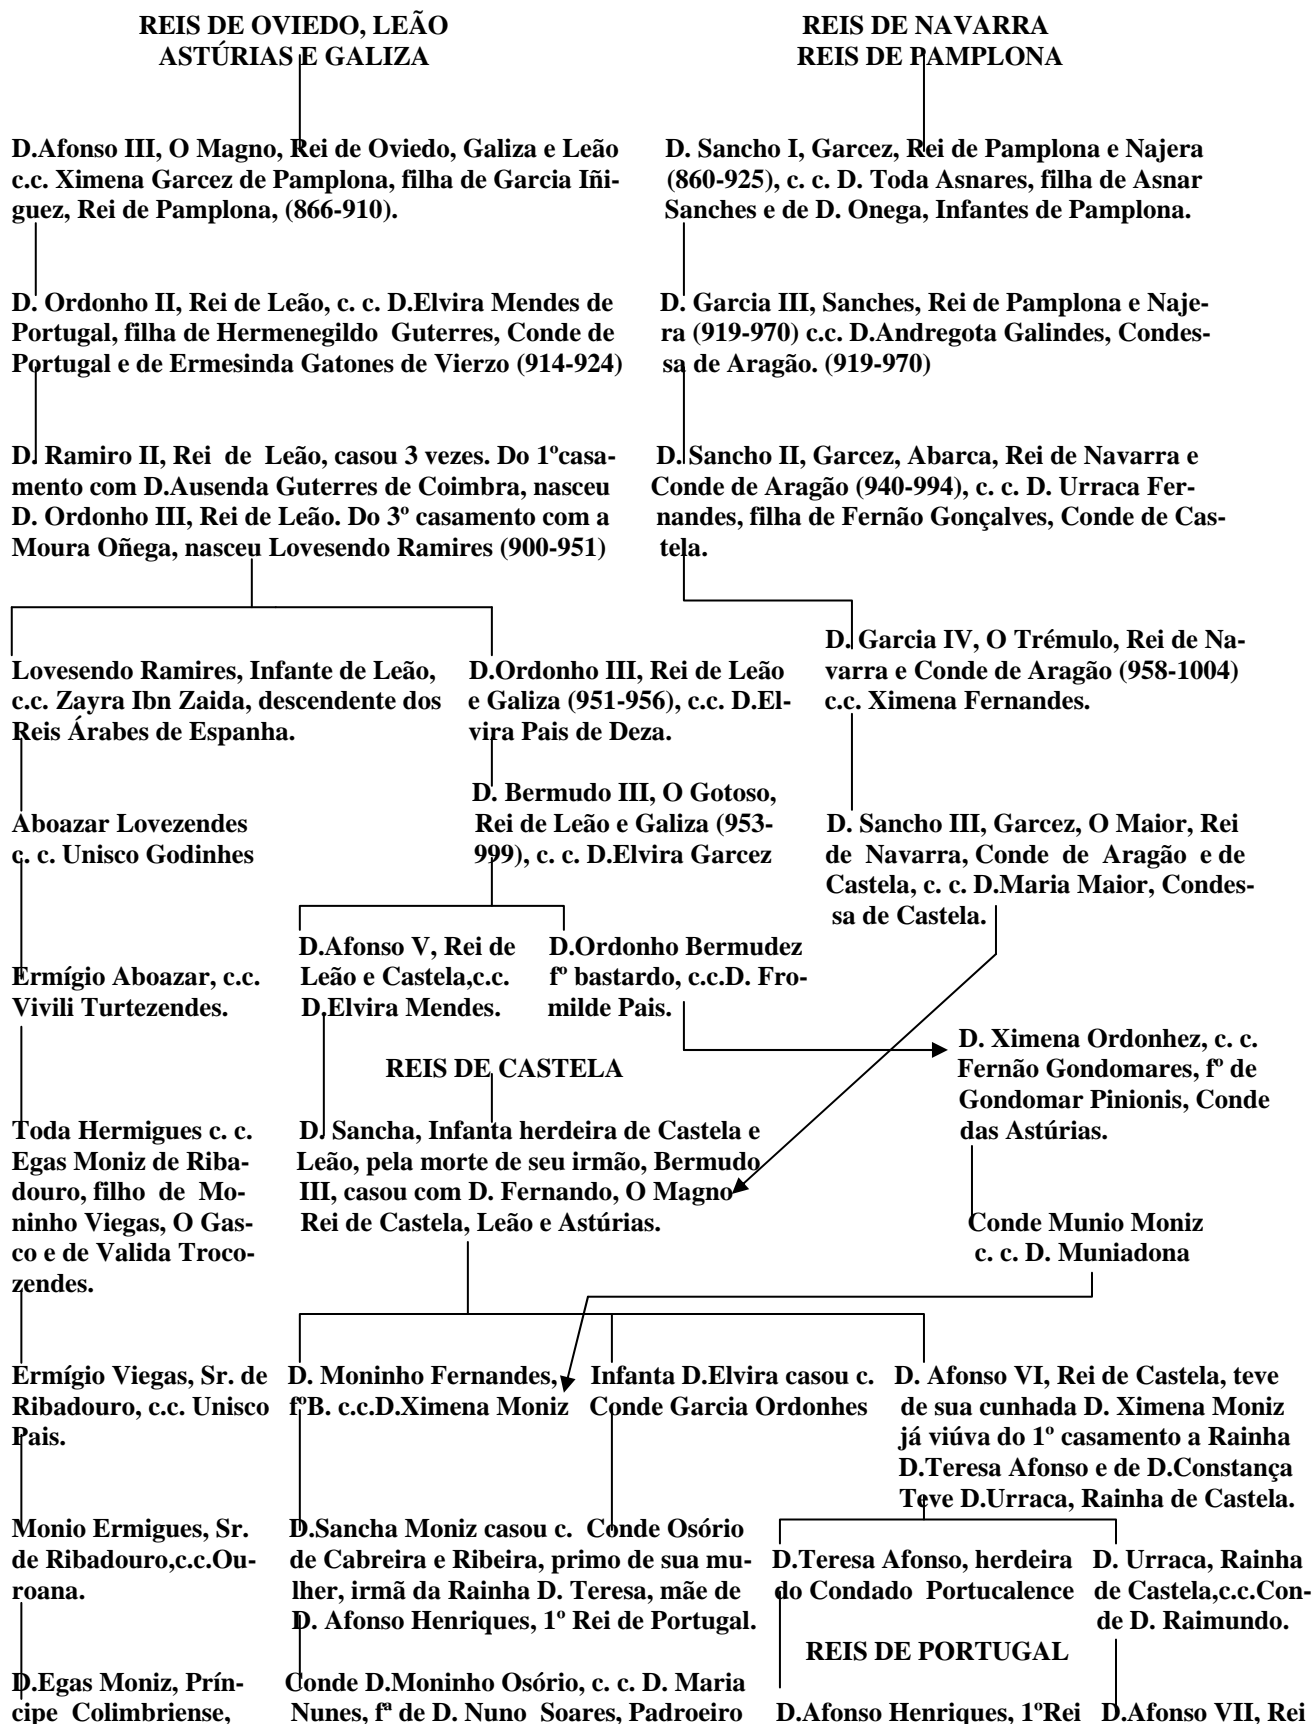 REIS DE OVIEDO, LEÃO
ASTÚRIAS E GALIZA
REIS DE NAVARRA
REIS DE PAMPLONA
D.Afonso III, O Magno, Rei de Oviedo, Galiza e Leão
c.c. Ximena Garcez de Pamplona, filha de Garcia Iñi-
guez, Rei de Pamplona, (866-910).
D. Sancho I, Garcez, Rei de Pamplona e Najera
(860-925), c. c. D. Toda Asnares, filha de Asnar
Sanches e de D. Onega, Infantes de Pamplona.
D. Ordonho II, Rei de Leão, c. c. D.Elvira Mendes de
Portugal, filha de Hermenegildo Guterres, Conde de
Portugal e de Ermesinda Gatones de Vierzo (914-924)
D. Garcia III, Sanches, Rei de Pamplona e Naje-
ra (919-970) c.c. D.Andregota Galindes, Condes-
sa de Aragão. (919-970)
D. Ramiro II, Rei de Leão, casou 3 vezes. Do 1ºcasa-
mento com D.Ausenda Guterres de Coimbra, nasceu
D. Ordonho III, Rei de Leão. Do 3º casamento com a
Moura Oñega, nasceu Lovesendo Ramires (900-951)
D. Sancho II, Garcez, Abarca, Rei de Navarra e
Conde de Aragão (940-994), c. c. D. Urraca Fer-
nandes, filha de Fernão Gonçalves, Conde de Cas-
tela.
Lovesendo Ramires, Infante de Leão,
c.c. Zayra Ibn Zaida, descendente dos
Reis Árabes de Espanha.
D.Ordonho III, Rei de Leão
e Galiza (951-956), c.c. D.El-
vira Pais de Deza.
D. Garcia IV, O Trémulo, Rei de Na-
varra e Conde de Aragão (958-1004)
c.c. Ximena Fernandes.
Aboazar Lovezendes
c. c. Unisco Godinhes
D. Bermudo III, O Gotoso,
Rei de Leão e Galiza (953-
999), c. c. D.Elvira Garcez
D. Sancho III, Garcez, O Maior, Rei
de Navarra, Conde de Aragão e de
Castela, c. c. D.Maria Maior, Condes-
sa de Castela.
Ermígio Aboazar, c.c.
Vivili Turtezendes.
D.Afonso V, Rei de
Leão e Castela,c.c.
D.Elvira Mendes.
D.Ordonho Bermudez
fº bastardo, c.c.D. Fro-
milde Pais.
D. Ximena Ordonhez, c. c.
Fernão Gondomares, fº de
Gondomar Pinionis, Conde
das Astúrias.
REIS DE CASTELA
Toda Hermigues c. c.
Egas Moniz de Riba-
douro, filho de Mo-
ninho Viegas, O Gas-
co e de Valida Troco-
zendes.
D. Sancha, Infanta herdeira de Castela e
Leão, pela morte de seu irmão, Bermudo
III, casou com D. Fernando, O Magno
Rei de Castela, Leão e Astúrias.
Conde Munio Moniz
c. c. D. Muniadona
Ermígio Viegas, Sr. de
Ribadouro, c.c. Unisco
Pais.
D. Moninho Fernandes,
fºB. c.c.D.Ximena Moniz
Infanta D.Elvira casou c.
Conde Garcia Ordonhes
D. Afonso VI, Rei de Castela, teve
de sua cunhada D. Ximena Moniz
já viúva do 1º casamento a Rainha
D.Teresa Afonso e de D.Constança
Teve D.Urraca, Rainha de Castela.
Monio Ermigues, Sr.
de Ribadouro,c.c.Ou-
roana.
D.Sancha Moniz casou c. Conde Osório
de Cabreira e Ribeira, primo de sua mu-
lher, irmã da Rainha D. Teresa, mãe de
D. Afonso Henriques, 1º Rei de Portugal.
D.Teresa Afonso, herdeira
do Condado Portucalence
D. Urraca, Rainha
de Castela,c.c.Con-
de D. Raimundo.
REIS DE PORTUGAL
D.Egas Moniz, Prín-
cipe Colimbriense,
Conde D.Moninho Osório, c. c. D. Maria
Nunes, fª de D. Nuno Soares, Padroeiro
D.Afonso Henriques, 1ºRei
D.Afonso VII, Rei